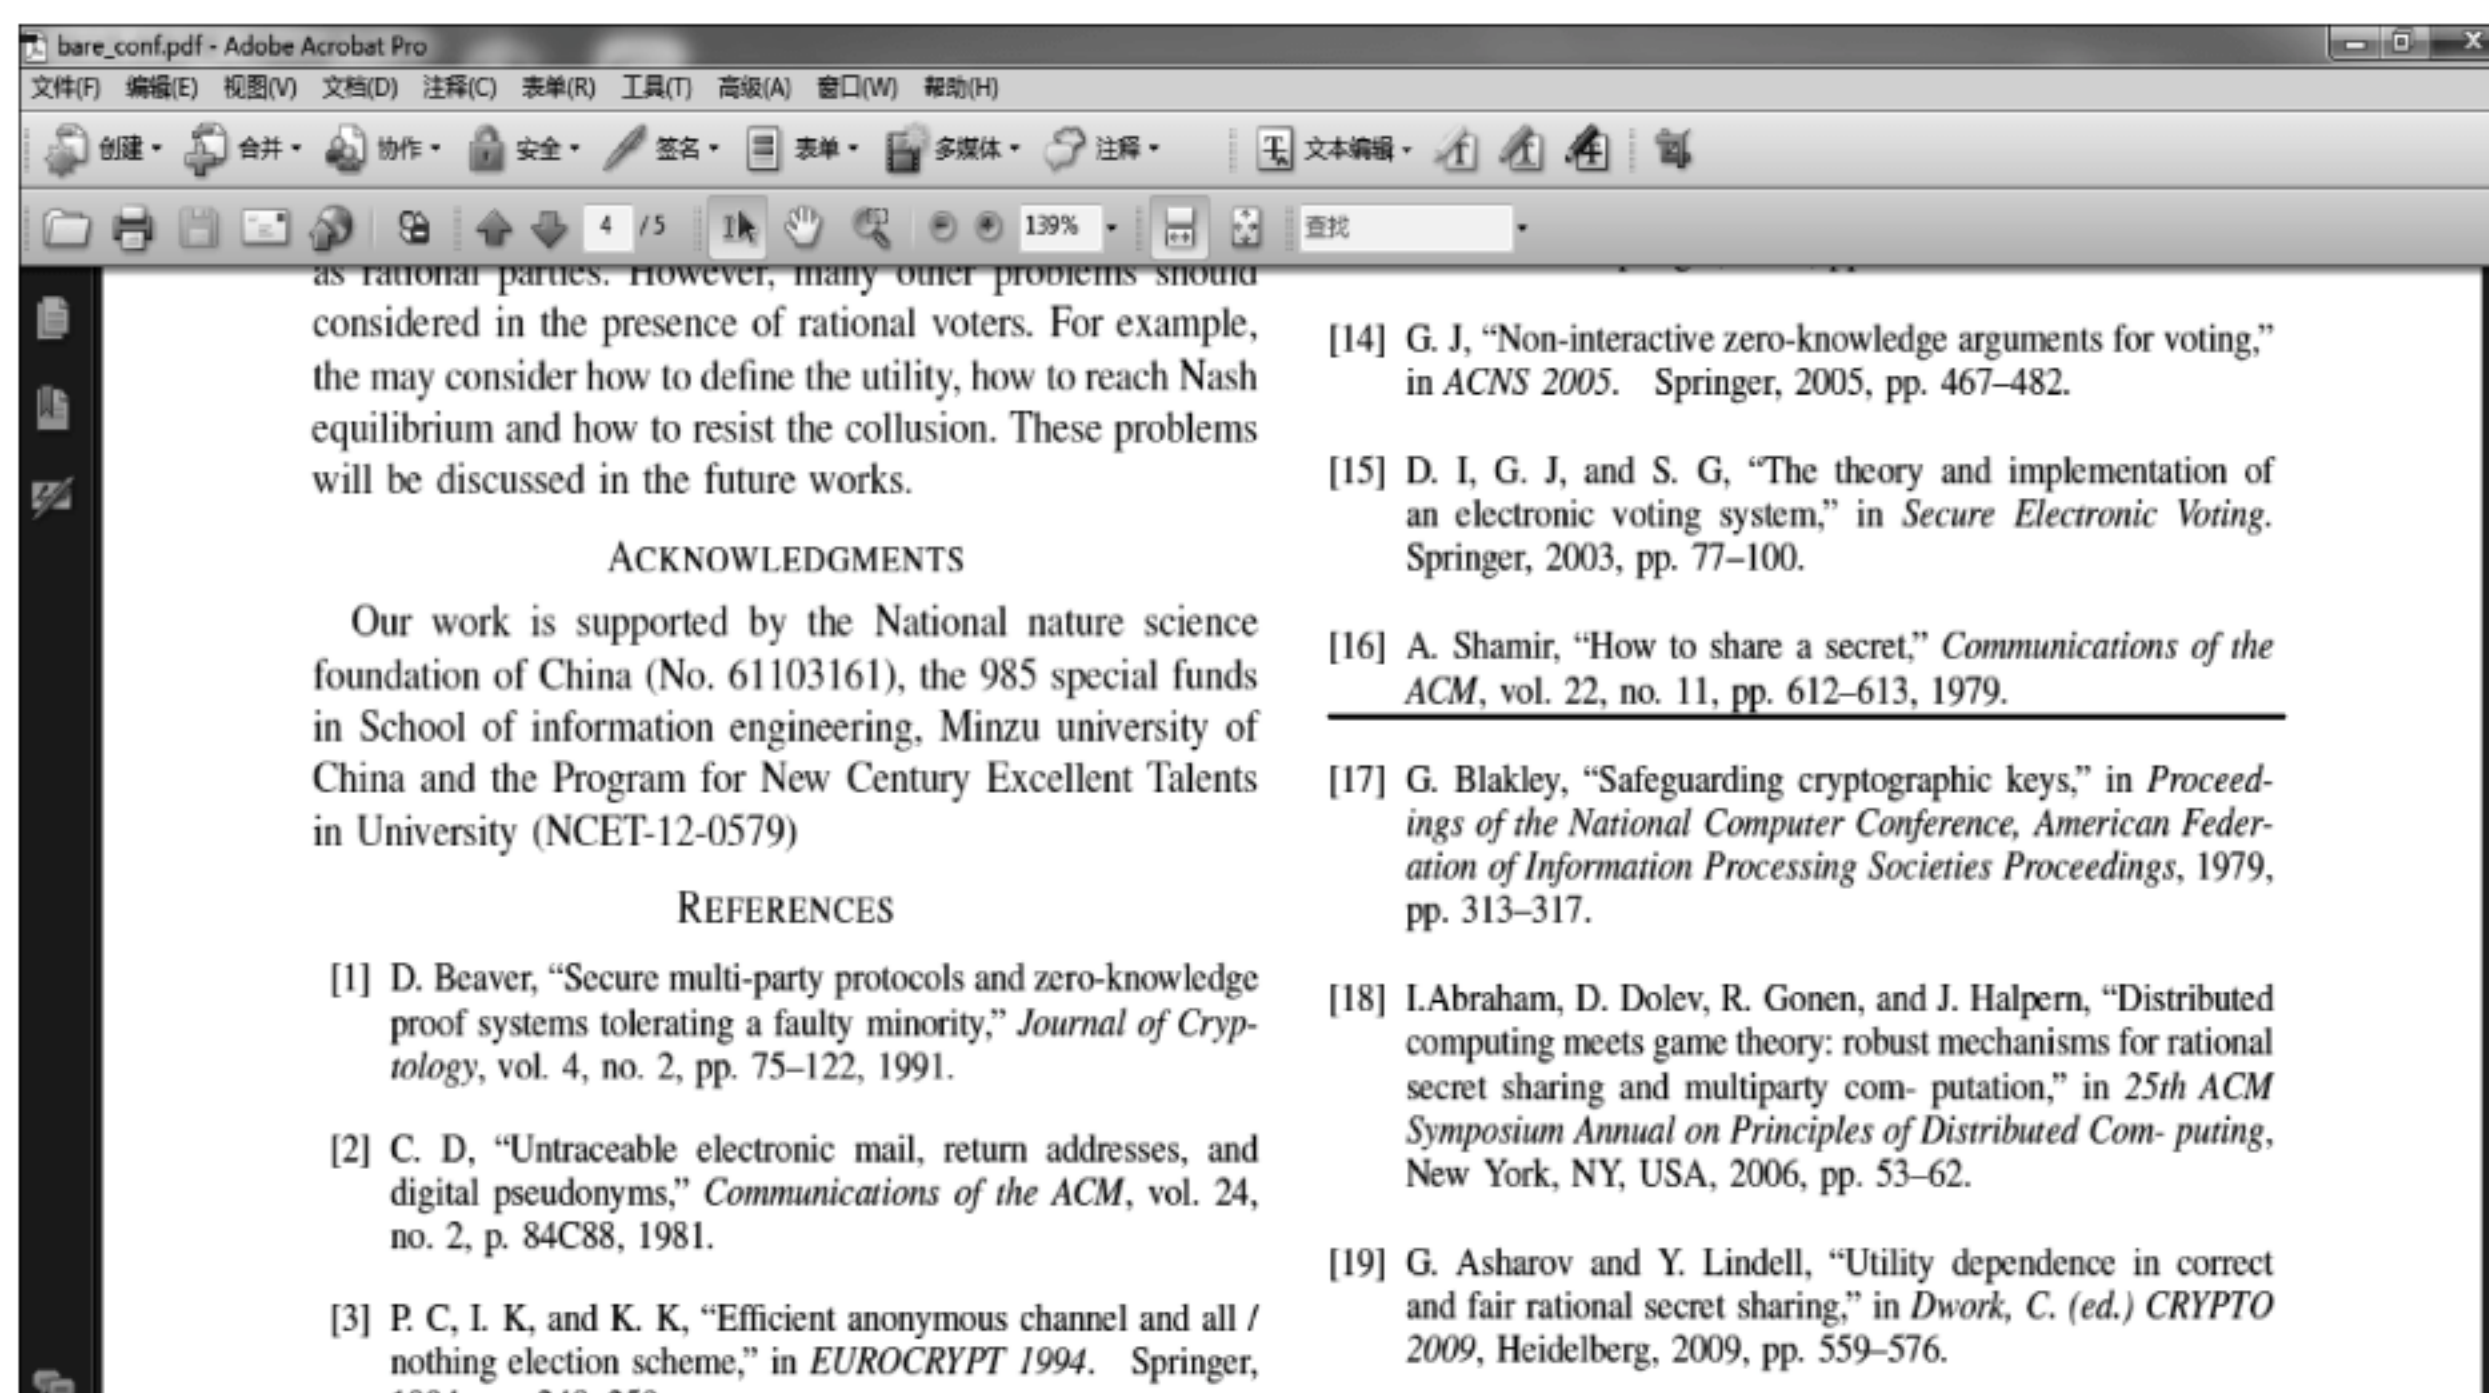 bare_conf.pdf - Adobe Acrobat Pro
文件(F) 编辑(E) 视图(V) 文档(D) 注释(C) 表单(R) 工具(T) 高级(A) 窗口(W) 帮助(H)
创建 合并 协作 安全 签名 表单 多媒体 注释 文本编辑
4 / 5 139% 查找
as rational parties. However, many other problems should
considered in the presence of rational voters. For example,
the may consider how to define the utility, how to reach Nash
equilibrium and how to resist the collusion. These problems
will be discussed in the future works.
ACKNOWLEDGMENTS
Our work is supported by the National nature science
foundation of China (No. 61103161), the 985 special funds
in School of information engineering, Minzu university of
China and the Program for New Century Excellent Talents
in University (NCET-12-0579)
REFERENCES
[1] D. Beaver, “Secure multi-party protocols and zero-knowledge
proof systems tolerating a faulty minority,” Journal of Cryp-
tology, vol. 4, no. 2, pp. 75–122, 1991.
[2] C. D, “Untraceable electronic mail, return addresses, and
digital pseudonyms,” Communications of the ACM, vol. 24,
no. 2, p. 84C88, 1981.
[3] P. C, I. K, and K. K, “Efficient anonymous channel and all /
nothing election scheme,” in EUROCRYPT 1994. Springer,
[14] G. J, “Non-interactive zero-knowledge arguments for voting,”
in ACNS 2005. Springer, 2005, pp. 467–482.
[15] D. I, G. J, and S. G, “The theory and implementation of
an electronic voting system,” in Secure Electronic Voting.
Springer, 2003, pp. 77–100.
[16] A. Shamir, “How to share a secret,” Communications of the
ACM, vol. 22, no. 11, pp. 612–613, 1979.
[17] G. Blakley, “Safeguarding cryptographic keys,” in Proceed-
ings of the National Computer Conference, American Feder-
ation of Information Processing Societies Proceedings, 1979,
pp. 313–317.
[18] I.Abraham, D. Dolev, R. Gonen, and J. Halpern, “Distributed
computing meets game theory: robust mechanisms for rational
secret sharing and multiparty com- putation,” in 25th ACM
Symposium Annual on Principles of Distributed Com- puting,
New York, NY, USA, 2006, pp. 53–62.
[19] G. Asharov and Y. Lindell, “Utility dependence in correct
and fair rational secret sharing,” in Dwork, C. (ed.) CRYPTO
2009, Heidelberg, 2009, pp. 559–576.